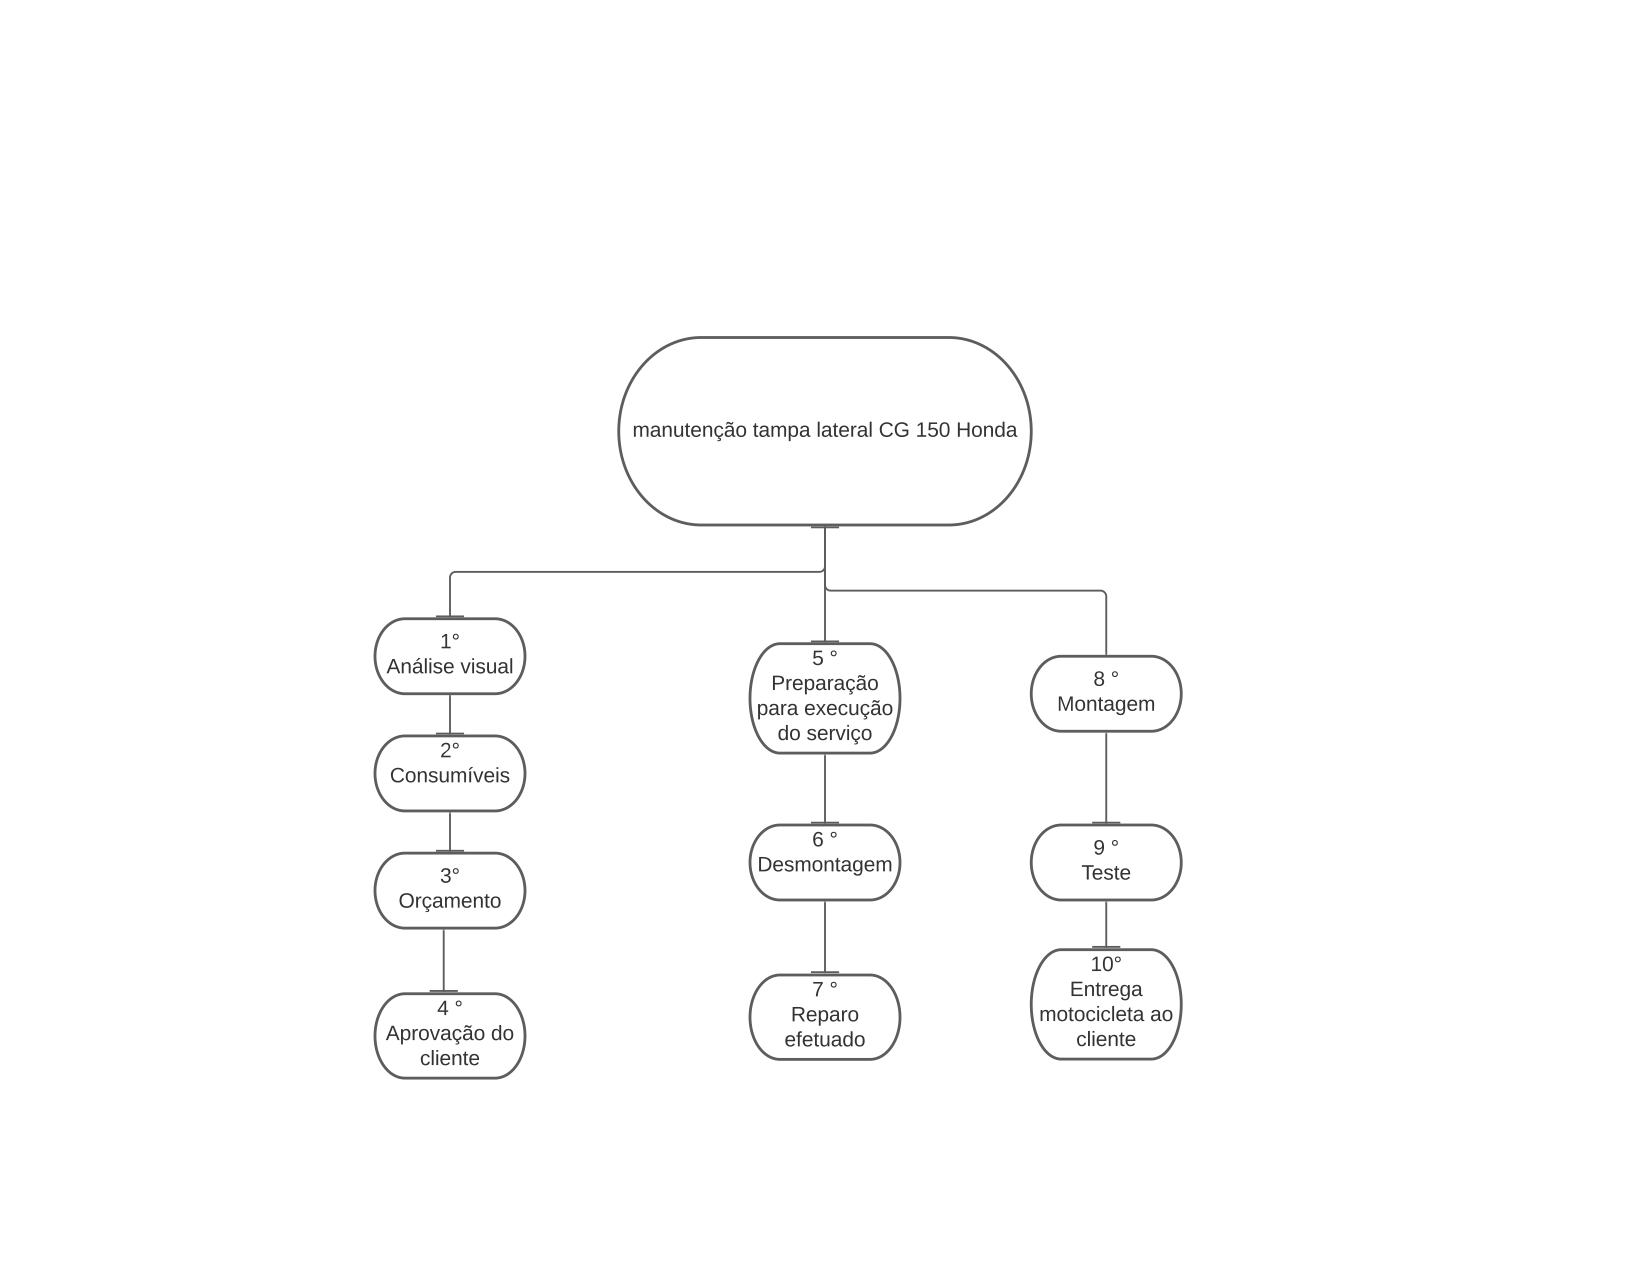 manutenção tampa lateral CG 150 Honda
1°
Análise visual
2°
Consumíveis
3°
Orçamento
4 °
Aprovação do
cliente
5 °
Preparação
para execução
do serviço
6 °
Desmontagem
7 °
Reparo
efetuado
8 °
Montagem
9 °
Teste
10°
Entrega
motocicleta ao
cliente